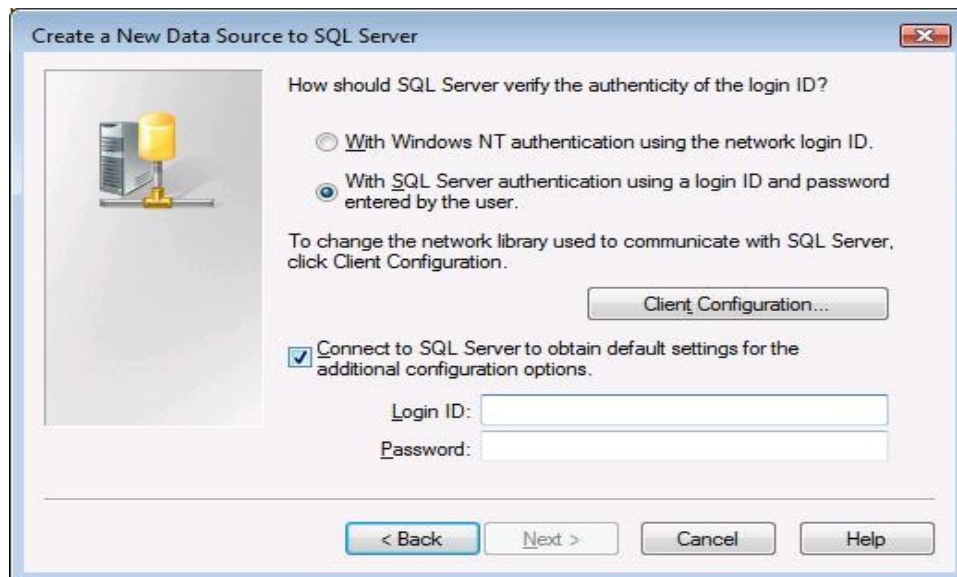 Create a New Data Source to SQL Server
How should SQL Server verify the authenticity of the login ID?
With Windows NT authentication using the network login ID.
With SQL Server authentication using a login ID and password
entered by the user.
To change the network library used to communicate with SQL Server,
click Client Configuration.
Client Configuration...
Connect to SQL Server to obtain default settings for the
additional configuration options.
Login ID:
Password:
< Back
Next >
Cancel
Help